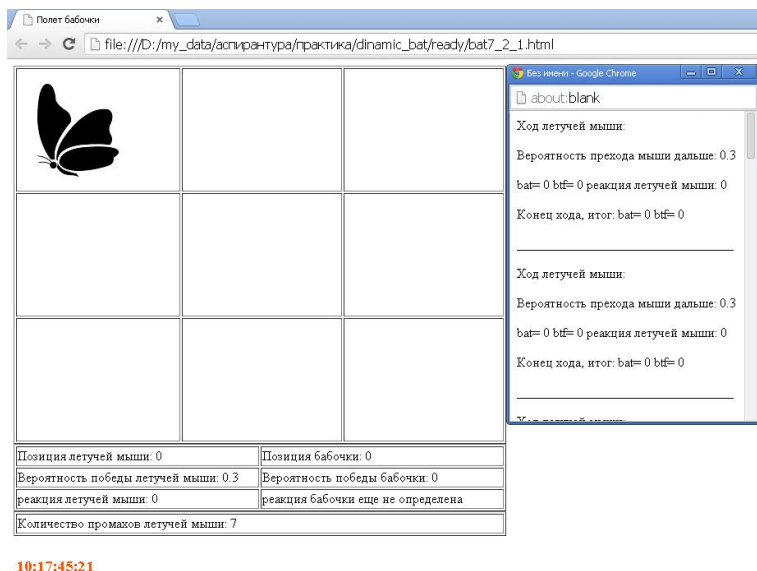 Полет бабочки
file:///D:/my_data/аспирантура/практика/dinamic_bat/ready/bat7_2_1.html
Без имени - Google Chrome
about:blank
Ход летучей мыши:
Вероятность прехода мыши дальше: 0.3
bat= 0 btf= 0 реакция летучей мыши: 0
Конец хода, итог: bat= 0 btf= 0
Ход летучей мыши:
Вероятность прехода мыши дальше: 0.3
bat= 0 btf= 0 реакция летучей мыши: 0
Конец хода, итог: bat= 0 btf= 0
Ход летучей мыши:
Позиция летучей мыши: 0
Позиция бабочки: 0
Вероятность победы летучей мыши: 0.3
Вероятность победы бабочки: 0
реакция летучей мыши: 0
реакция бабочки еще не определена
Количество промахов летучей мыши: 7
10:17:45:21